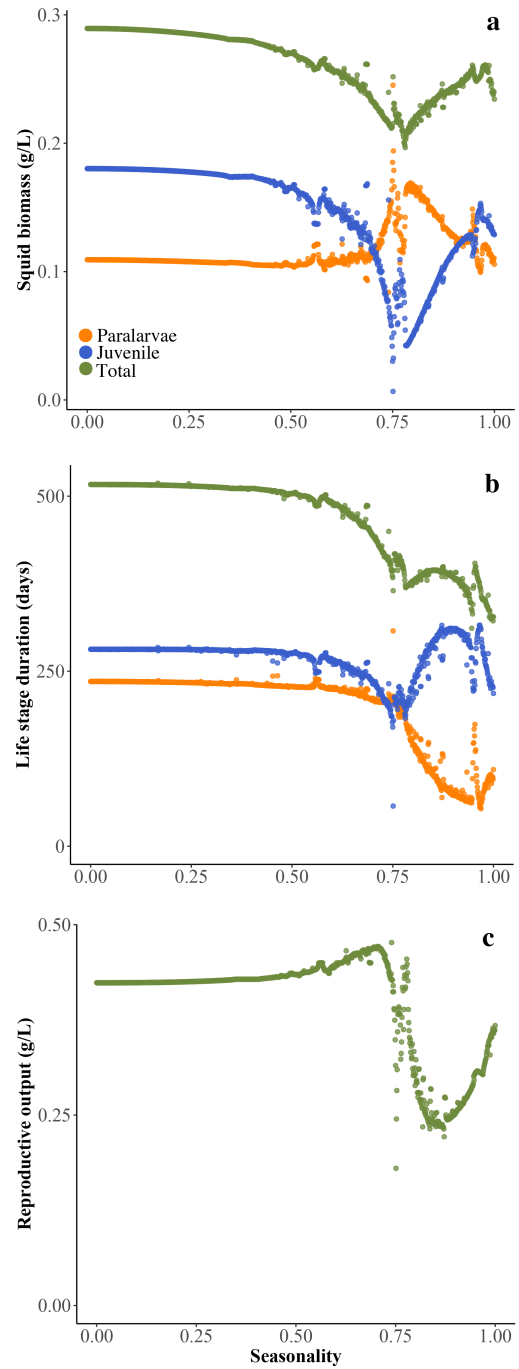 a
0.3
0.2
0.1
0.0
Squid biomass (g/L)
Paralarvae
Juvenile
Total
0.00 0.25 0.50 0.75 1.00
b
500
250
0
Life stage duration (days)
0.00 0.25 0.50 0.75 1.00
c
0.50
0.25
0.00
Reproductive output (g/L)
0.00 0.25 0.50 0.75 1.00
Seasonality